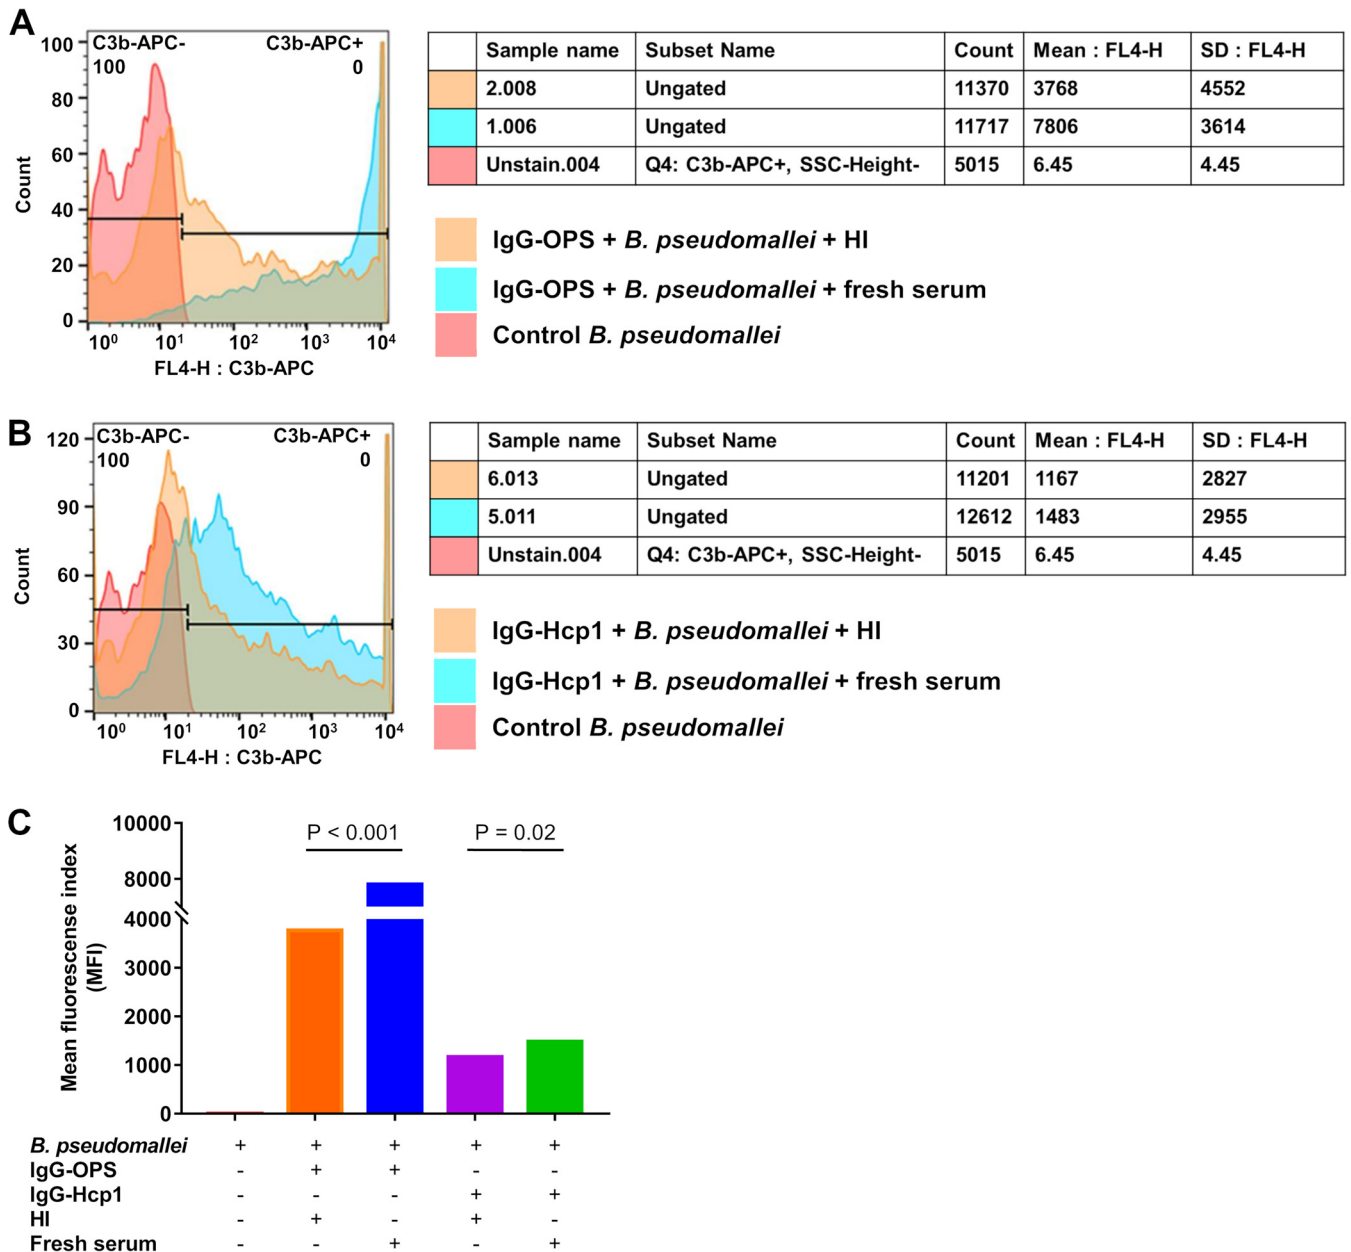 A
C3b-APC- C3b-APC+
100 0
100
80
60
40
20
0
Count
10⁰ 10¹ 10² 10³ 10⁴
FL4-H : C3b-APC
Sample name Subset Name Count Mean : FL4-H SD : FL4-H
2.008 Ungated 11370 3768 4552
1.006 Ungated 11717 7806 3614
Unstain.004 Q4: C3b-APC+, SSC-Height- 5015 6.45 4.45
IgG-OPS + B. pseudomallei + HI
IgG-OPS + B. pseudomallei + fresh serum
Control B. pseudomallei
B
C3b-APC- C3b-APC+
100 0
120
90
60
30
0
Count
10⁰ 10¹ 10² 10³ 10⁴
FL4-H : C3b-APC
Sample name Subset Name Count Mean : FL4-H SD : FL4-H
6.013 Ungated 11201 1167 2827
5.011 Ungated 12612 1483 2955
Unstain.004 Q4: C3b-APC+, SSC-Height- 5015 6.45 4.45
IgG-Hcp1 + B. pseudomallei + HI
IgG-Hcp1 + B. pseudomallei + fresh serum
Control B. pseudomallei
C
Mean fluorescense index
(MFI)
10000
8000
4000
3000
2000
1000
0
P < 0.001 P = 0.02
B. pseudomallei + + + + +
IgG-OPS - + + - -
IgG-Hcp1 - - - + +
HI - + - + -
Fresh serum - - + - +